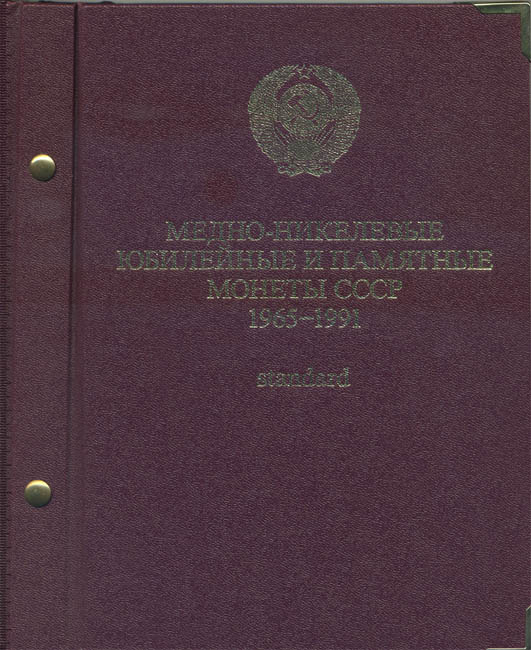 МЕДНО-НИКЕЛЕВЫЕ
ЮБИЛЕЙНЫЕ И ПАМЯТНЫЕ
МОНЕТЫ СССР
1965-1991
standard